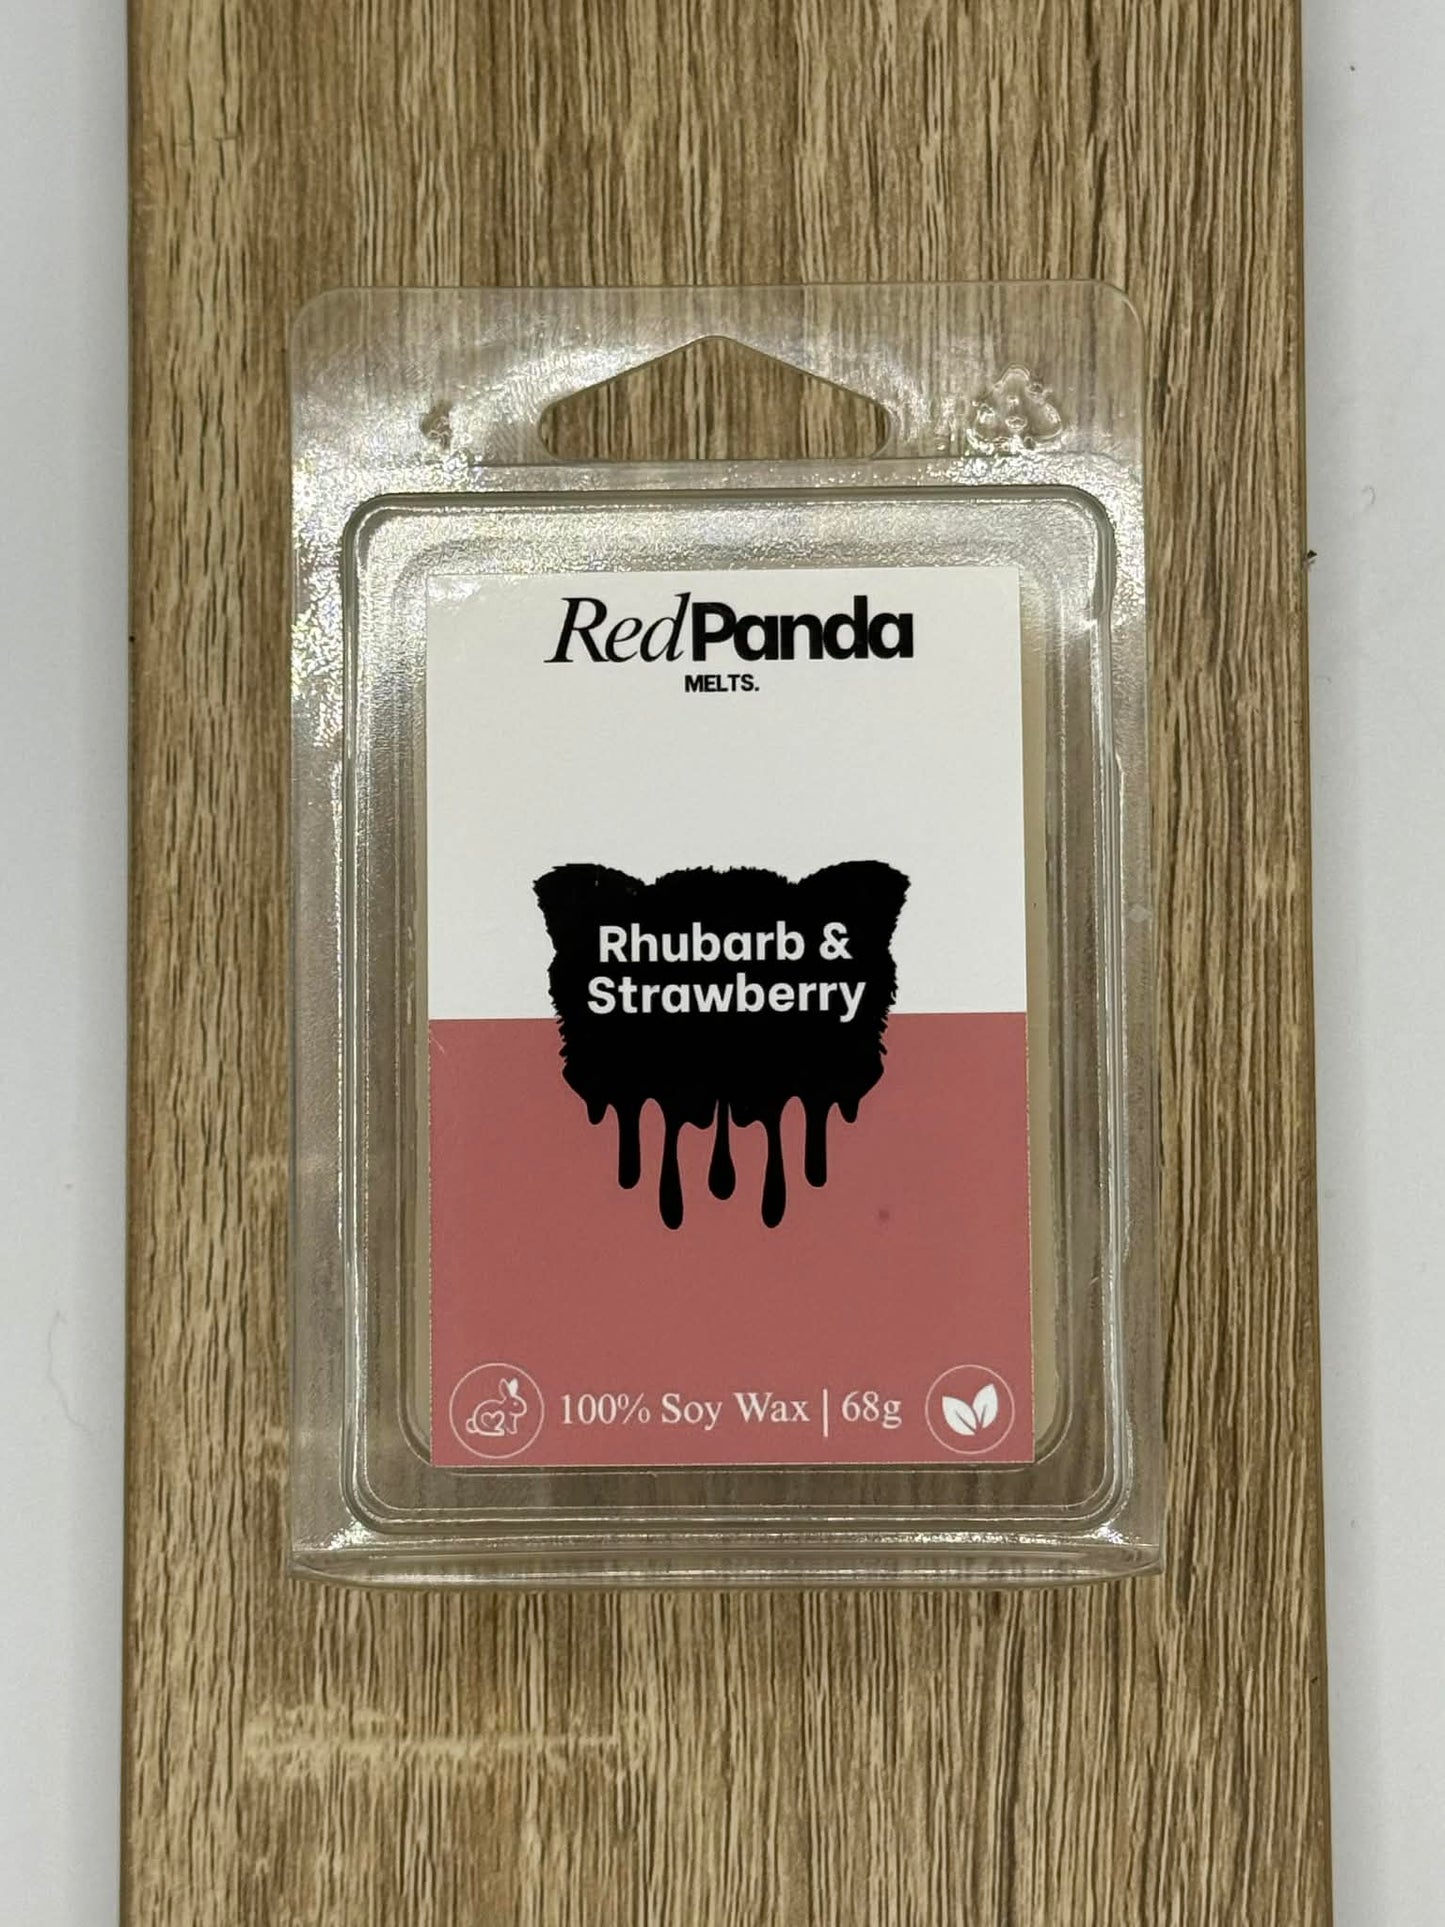 RedPanda
MELTS.
Rhubarb &
Strawberry
100% Soy Wax | 68g